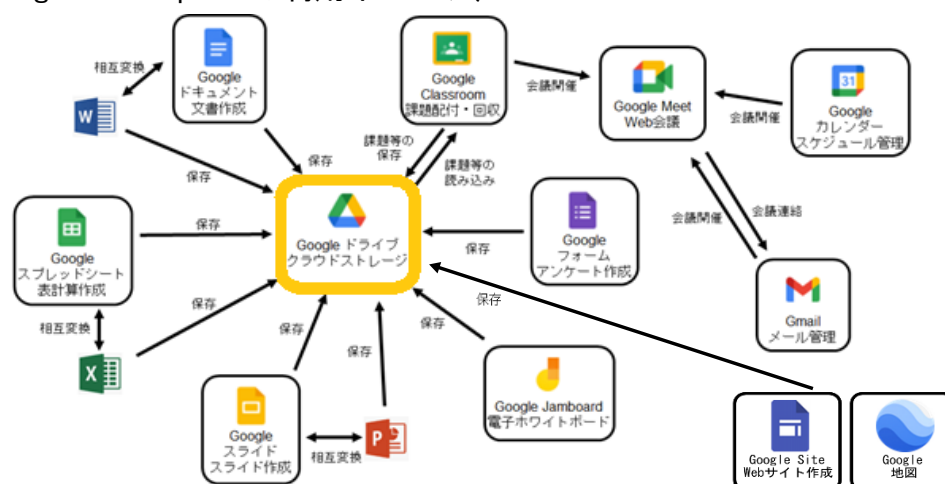 Google
ドキュメント
文書作成
相互変換
W
保存
保存
Google
Classroom
課題配付・回収
会議開催
Google Meet
Web会議
会議開催
31
Google
カレンダー
スケジュール管理
課題等の
保存
課題等の
読み込み
会議開催
会議連絡
Google
スプレッドシート
表計算作成
保存
Google ドライブ
クラウドストレージ
保存
Google
フォーム
アンケート作成
Gmail
メール管理
相互変換
X
保存
保存
保存
保存
保存
Google Jamboard
電子ホワイトボード
Google
スライド
スライド作成
相互変換
P
Google Site
Webサイト作成
Google
地図